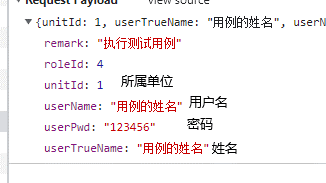 Request Payload view source
▼{unitId: 1, userTrueName: "用例的姓名", userN
remark: "执行测试用例"
roleId: 4
unitId: 1 所属单位
userName: "用例的姓名" 用户名
userPwd: "123456" 密码
userTrueName: "用例的姓名" 姓名